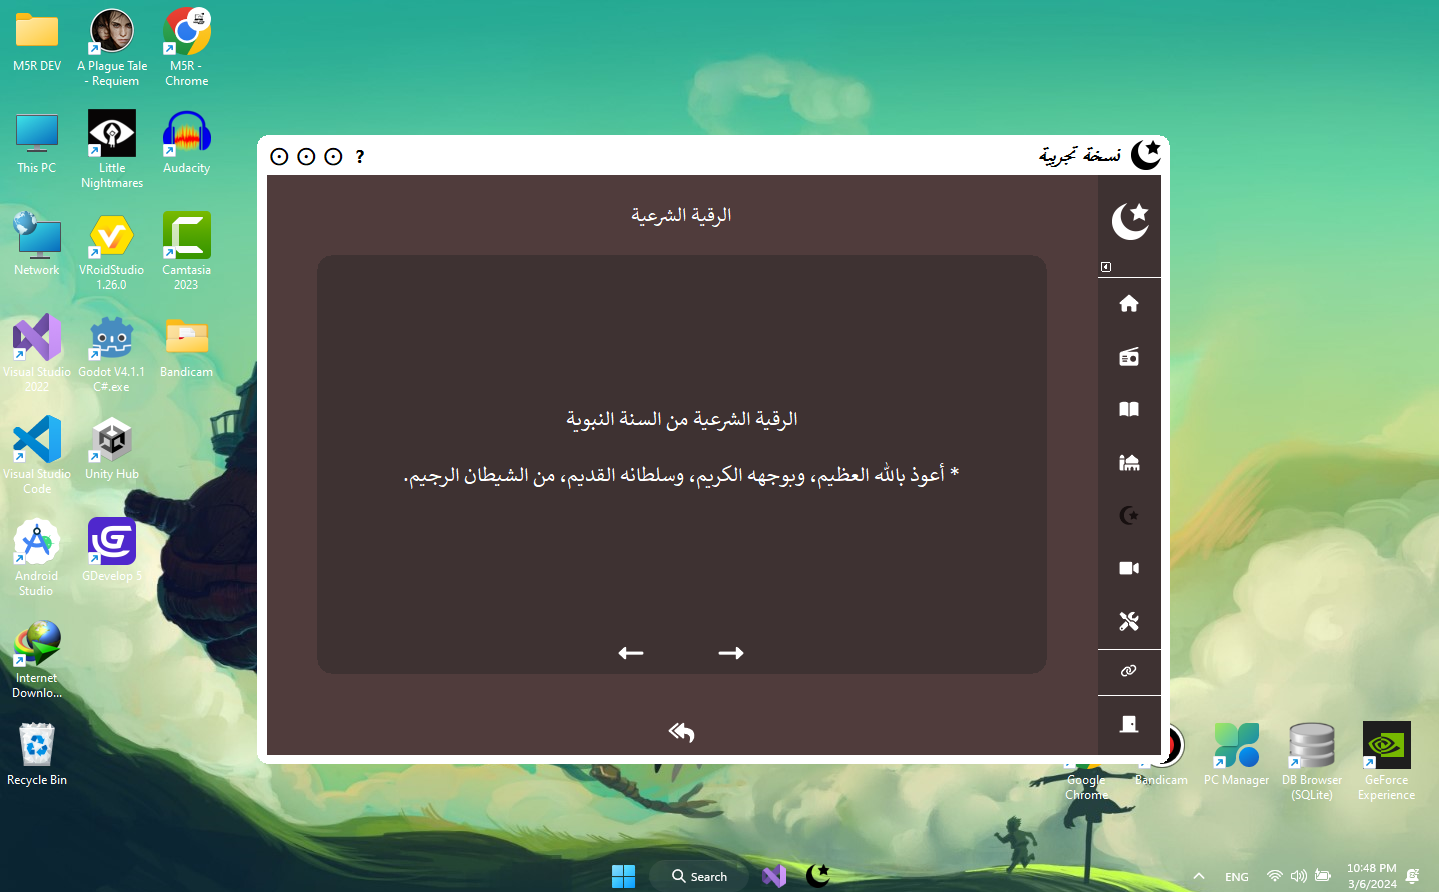 M5R DEV
A Plague Tale
- Requiem
M5R -
Chrome
This PC
Little
Nightmares
Audacity
Network
VRoidStudio
1.26.0
Camtasia
2023
Visual Studio
2022
Godot V4.1.1
C#.exe
Bandicam
Visual Studio
Code
Unity Hub
Android
Studio
GDevelop 5
Internet
Downlo...
Recycle Bin
?
نسخة تجريبية
الرقية الشرعية
الرقية الشرعية من السنة النبوية
* أعوذ بالله العظيم، وبوجهه الكريم، وسلطانه القديم، من الشيطان الرجيم.
Google
Chrome
Bandicam
PC Manager
DB Browser
(SQLite)
GeForce
Experience
Search
ENG
10:48 PM
3/6/2024